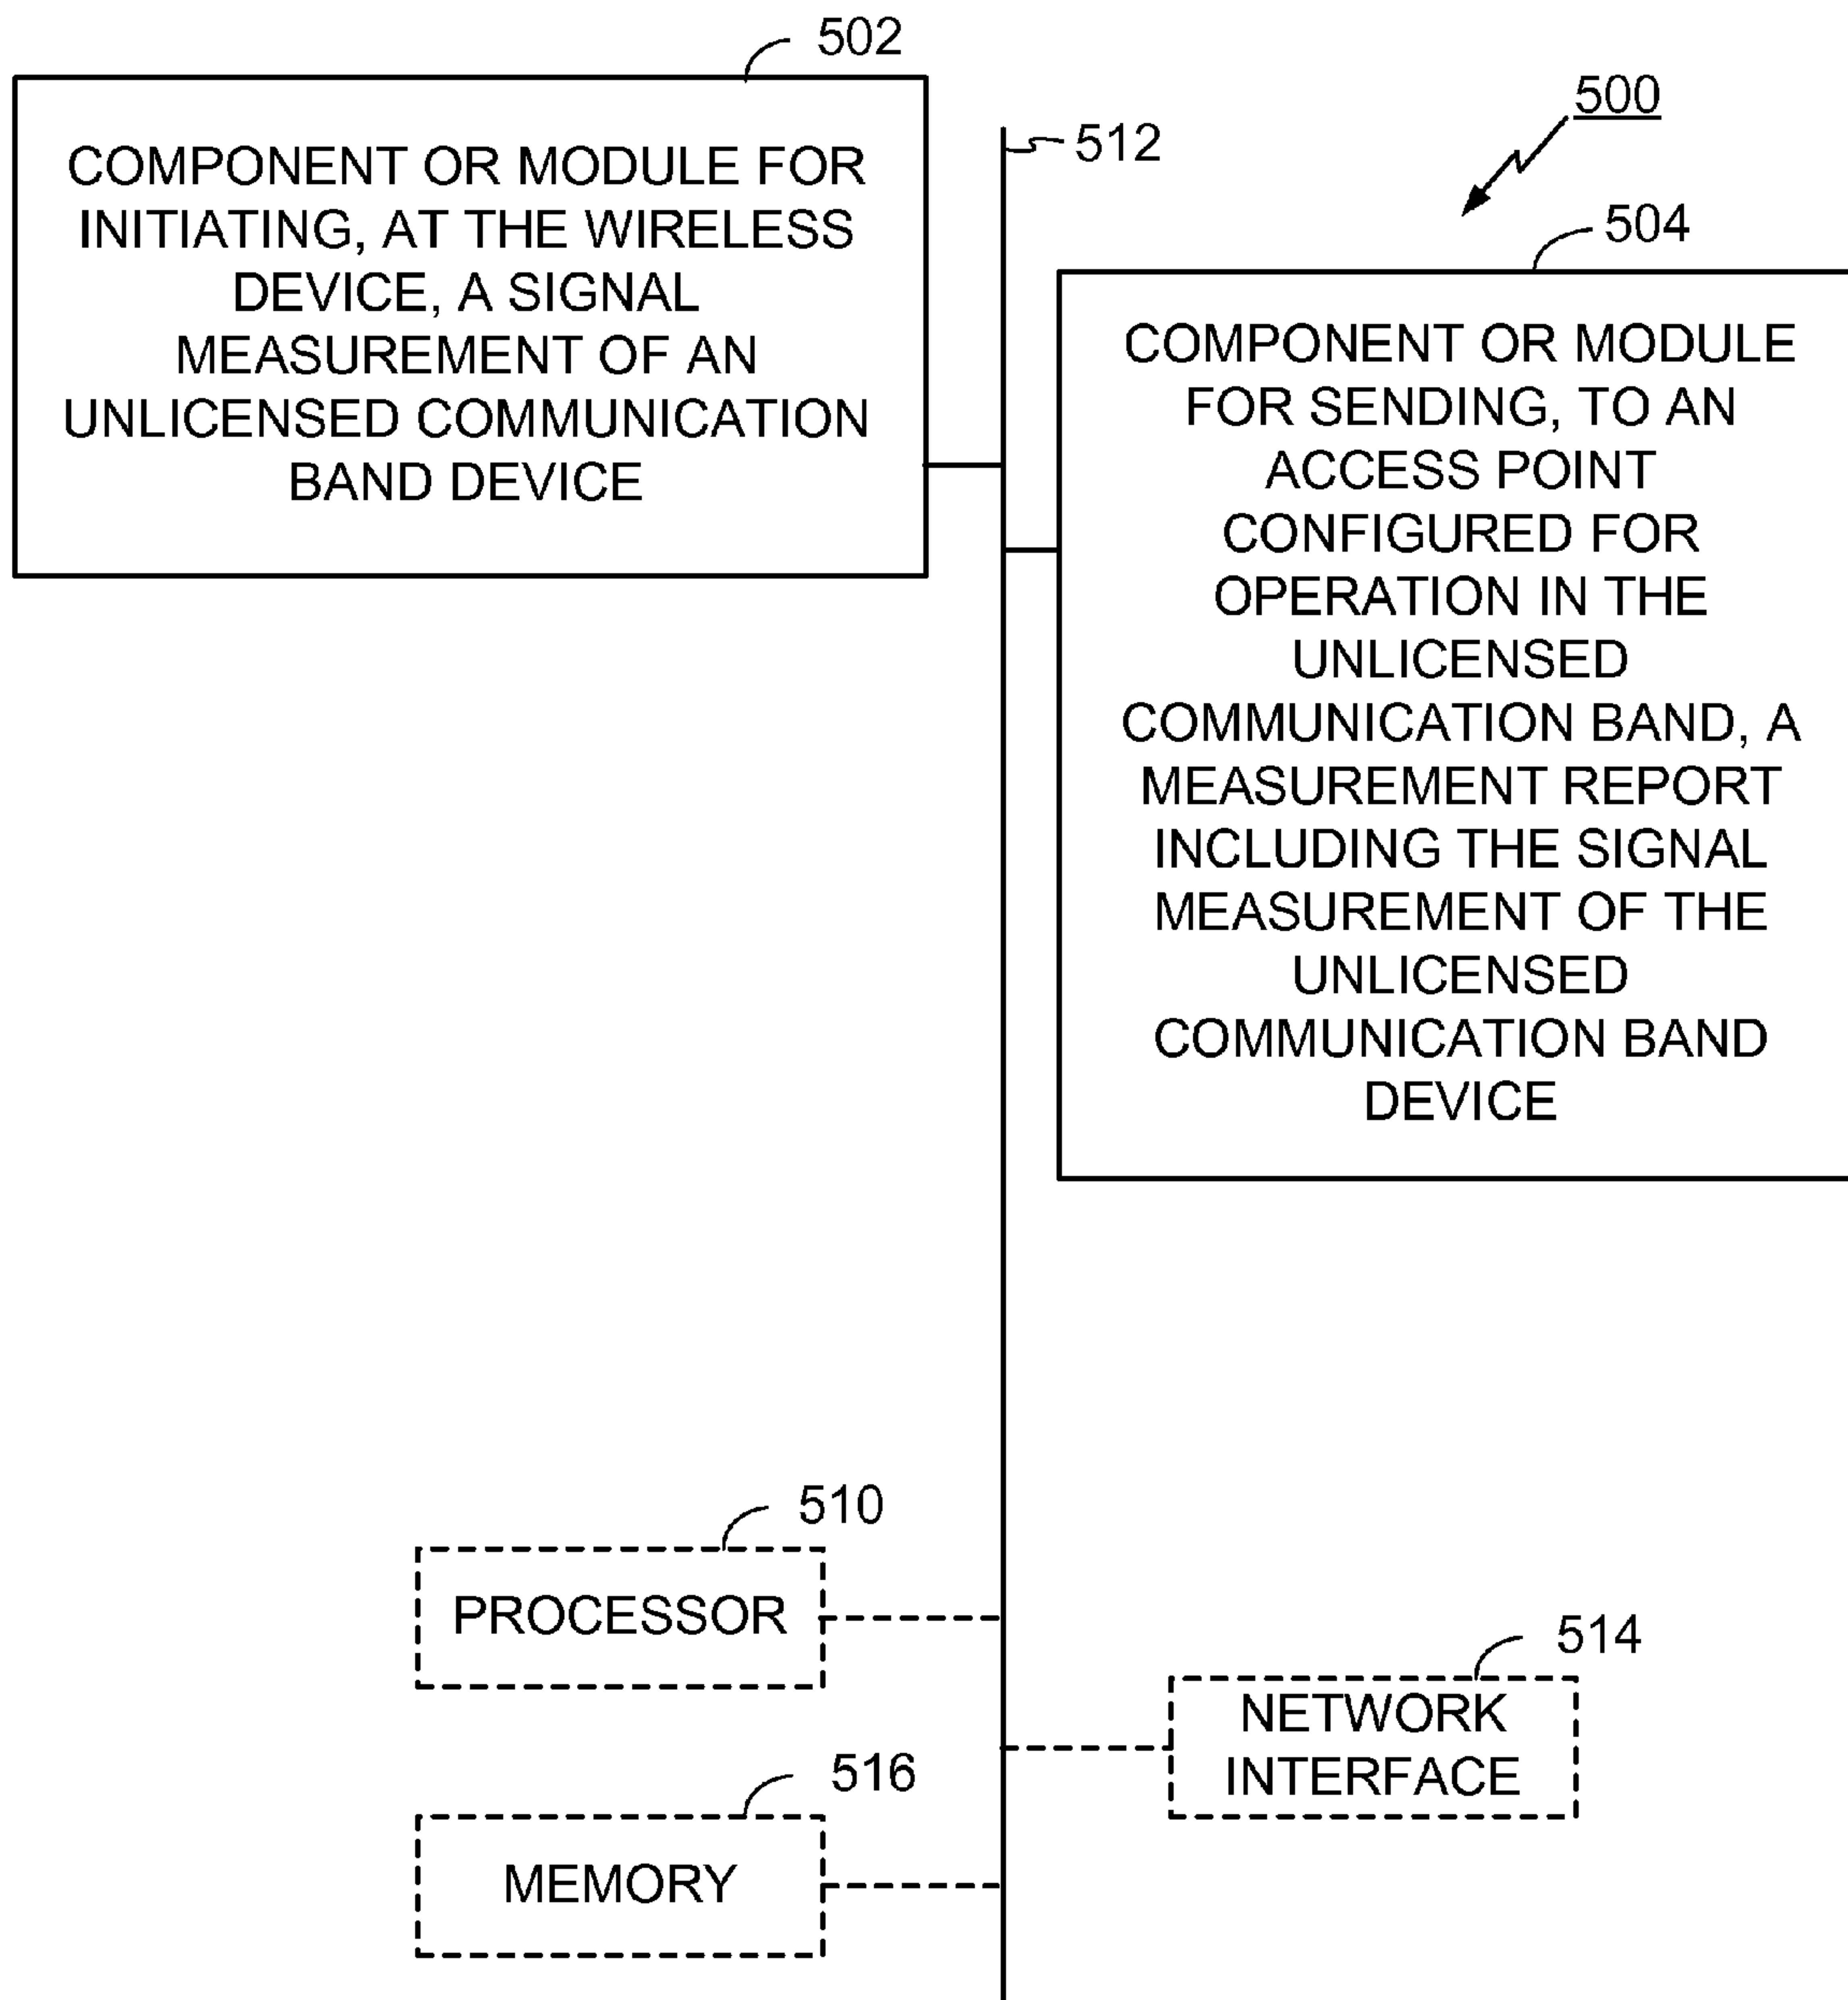 502
COMPONENT OR MODULE FOR
INITIATING, AT THE WIRELESS
DEVICE, A SIGNAL
MEASUREMENT OF AN
UNLICENSED COMMUNICATION
BAND DEVICE
512
500
504
COMPONENT OR MODULE
FOR SENDING, TO AN
ACCESS POINT
CONFIGURED FOR
OPERATION IN THE
UNLICENSED
COMMUNICATION BAND, A
MEASUREMENT REPORT
INCLUDING THE SIGNAL
MEASUREMENT OF THE
UNLICENSED
COMMUNICATION BAND
DEVICE
510
PROCESSOR
514
NETWORK
INTERFACE
516
MEMORY